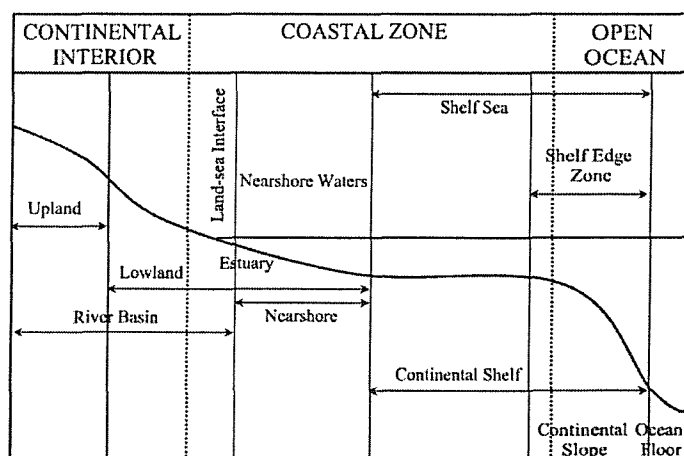 CONTINENTAL
INTERIOR
COASTAL ZONE
OPEN
OCEAN
Shelf Sea
Land-sea Interface
Shelf Edge
Zone
Nearshore Waters
Upland
Estuary
Lowland
River Basin
Nearshore
Continental Shelf
Continental
Slope
Ocean
Floor